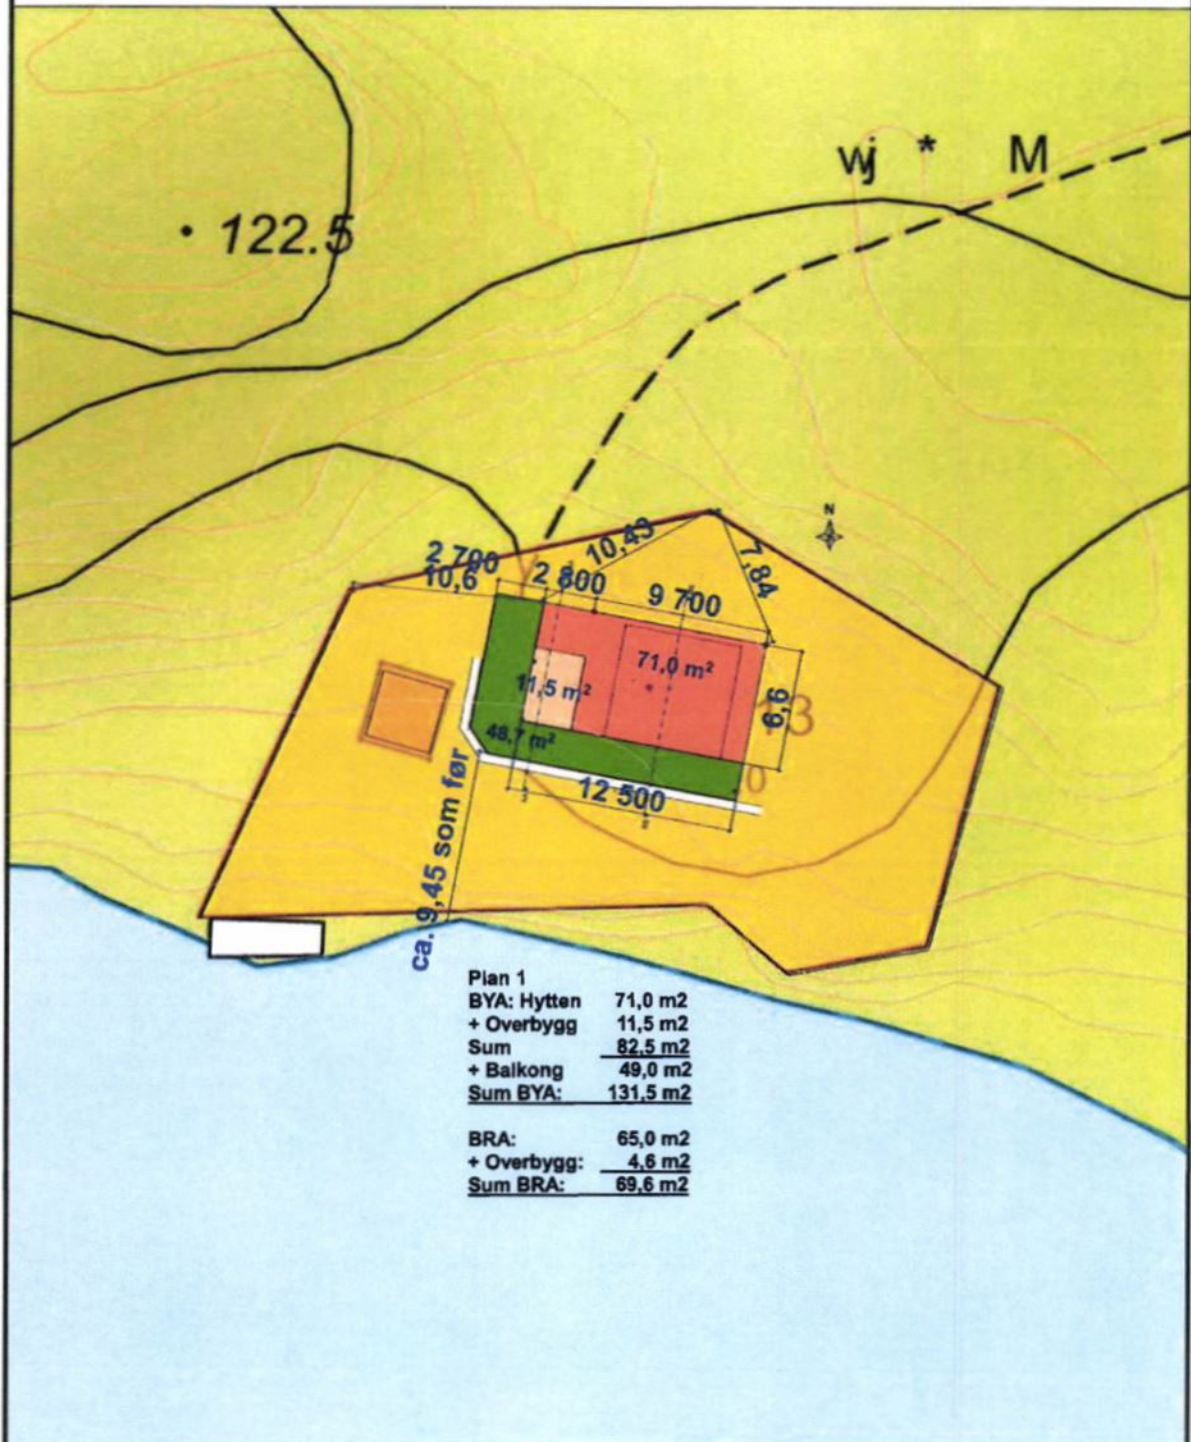 wj * M
122.5
N
2 700
10,6
2 800
10,43
7,84
9 700
71,0 m²
11,5 m²
6,6
13
48,7 m²
0
12 500
ca. 9,45 som før
Plan 1
BYA: Hytten 71,0 m2
+ Overbygg 11,5 m2
Sum 82,5 m2
+ Balkong 49,0 m2
Sum BYA: 131,5 m2
BRA: 65,0 m2
+ Overbygg: 4,6 m2
Sum BRA: 69,6 m2